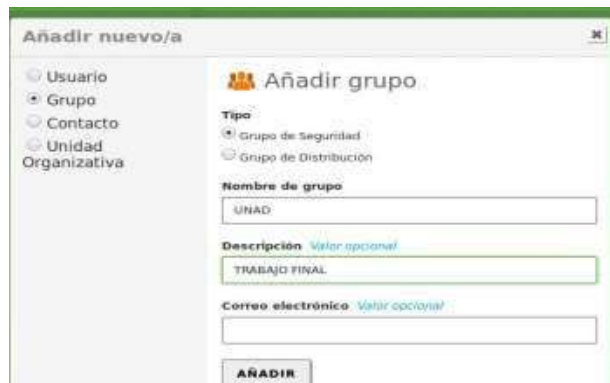 Añadir nuevo/a
Usuario
Grupo
Contacto
Unidad
Organizativa
Añadir grupo
Tipo
Grupo de Seguridad
Grupo de Distribución
Nombre de grupo
UNAD
Descripción Valor opcional
TRABAJO FINAL
Correo electrónico Valor opcional
AÑADIR